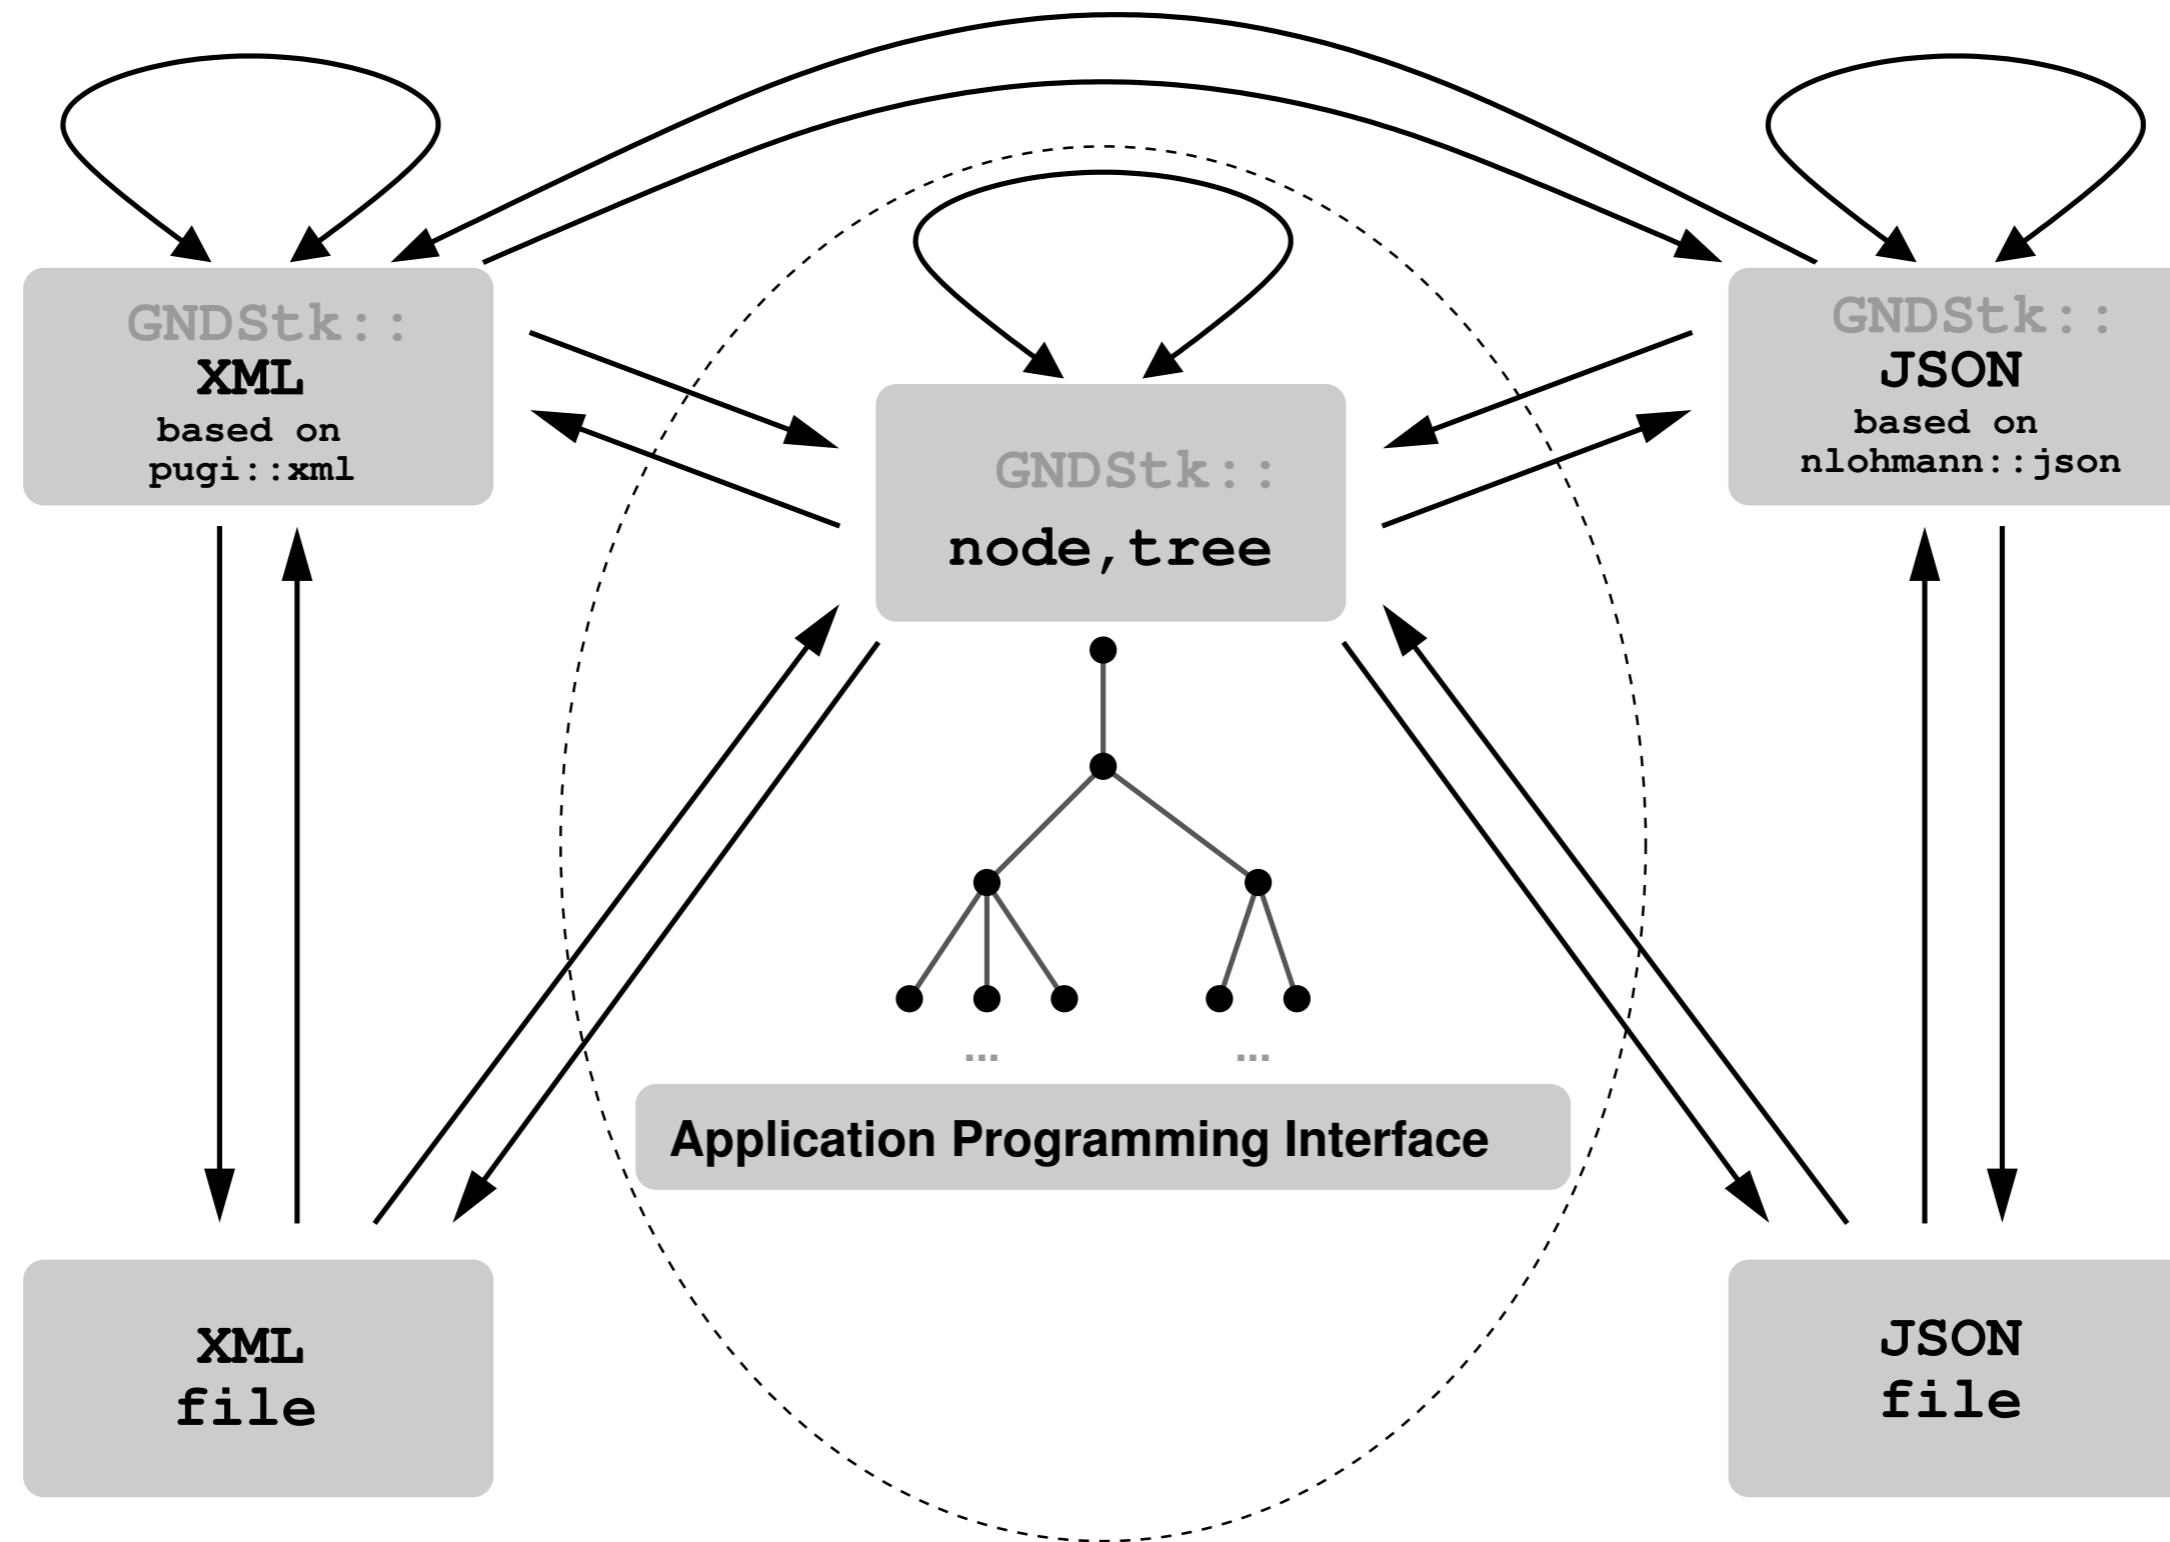 GNDStk::
XML
based on
pugi::xml
GNDStk::
node,tree
GNDStk::
JSON
based on
nlohmann::json
...
...
Application Programming Interface
XML
file
JSON
file